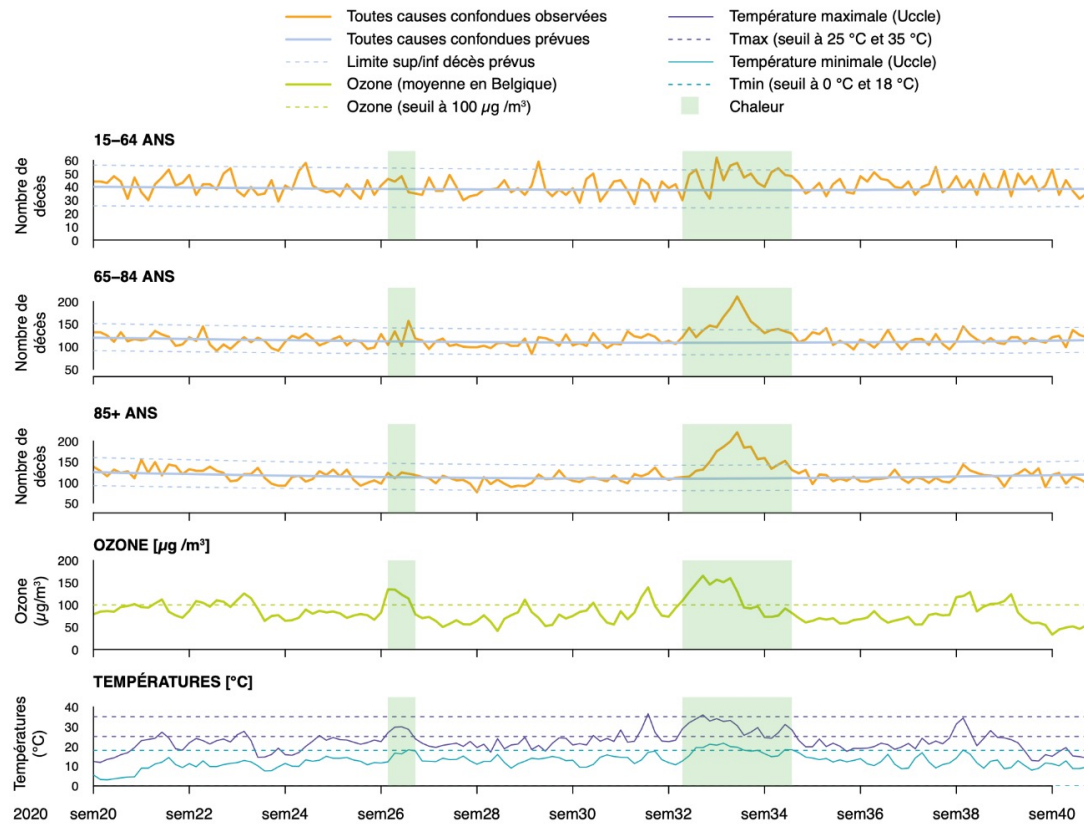 Toutes causes confondues observées
Toutes causes confondues prévues
Limite sup/inf décès prévus
Ozone (moyenne en Belgique)
Ozone (seuil à 100 µg /m³)
Température maximale (Uccle)
Tmax (seuil à 25 °C et 35 °C)
Température minimale (Uccle)
Tmin (seuil à 0 °C et 18 °C)
Chaleur
15–64 ANS
Nombre de
décès
60
50
40
30
20
10
0
65–84 ANS
Nombre de
décès
200
150
100
50
85+ ANS
Nombre de
décès
200
150
100
50
OZONE [µg /m³]
Ozone
(µg/m³)
200
150
100
50
0
TEMPÉRATURES [°C]
Températures
(°C)
40
30
20
10
0
2020 sem20 sem22 sem24 sem26 sem28 sem30 sem32 sem34 sem36 sem38 sem40